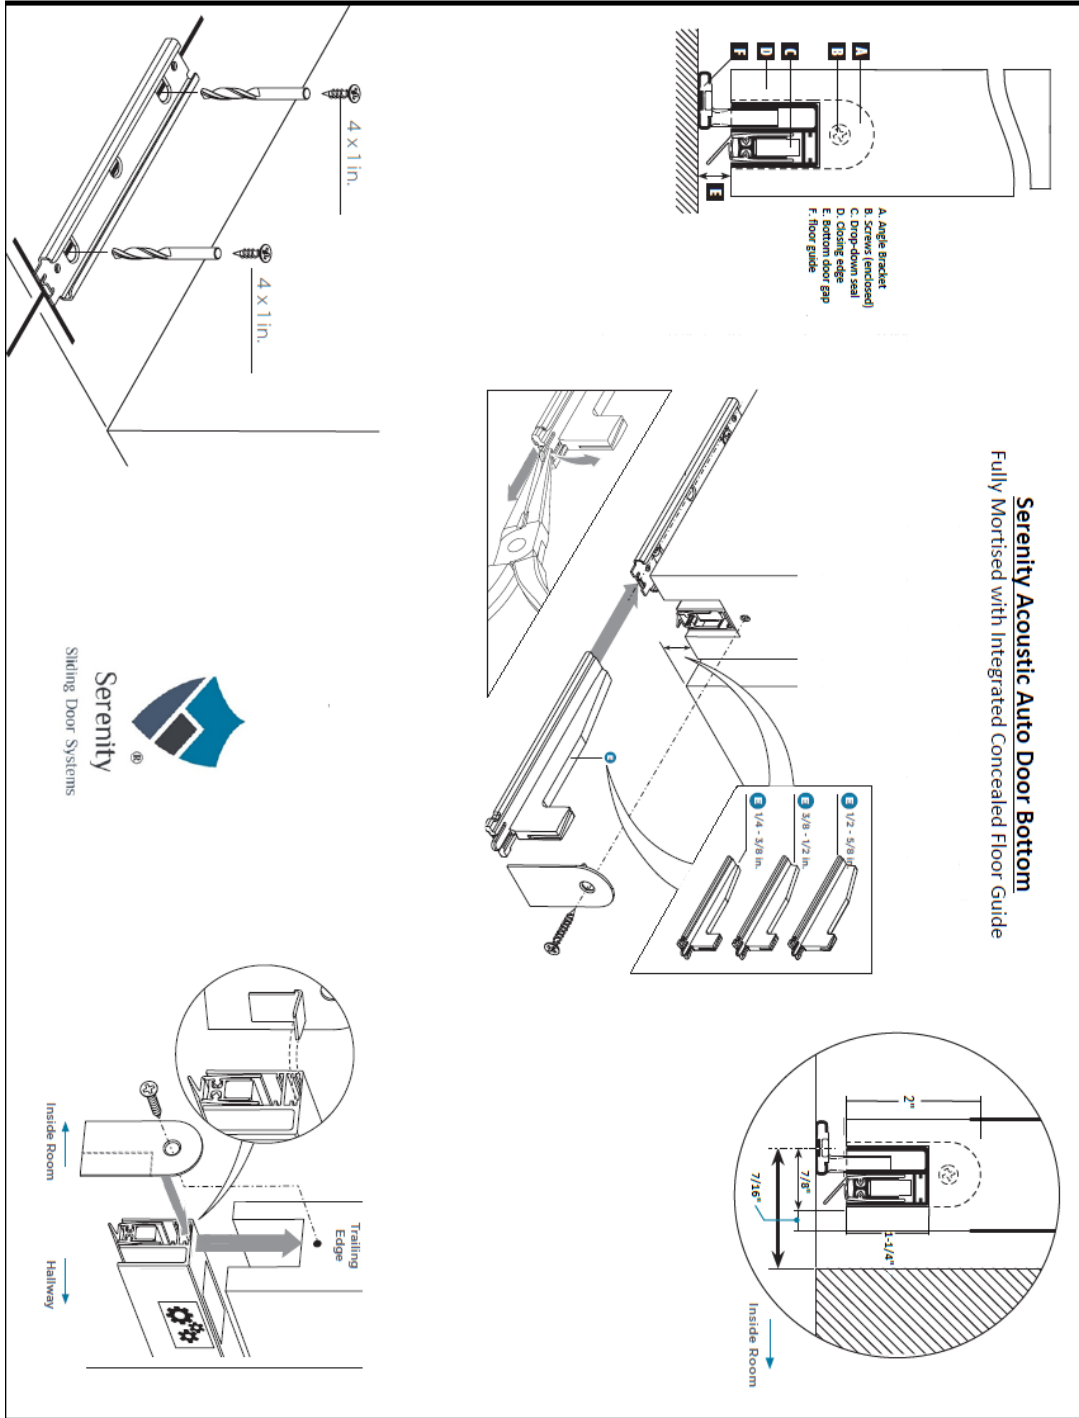 Serenity Acoustic Auto Door Bottom
Fully Mortised with Integrated Concealed Floor Guide
A
B
C
D
F
E
A. Angle Bracket
B. Screws (enclosed)
C. Drop-down seal
D. Closing edge
E. Bottom door gap
F. floor guide
E 1/2 - 5/8 in.
E 3/8 - 1/2 in.
E 1/4 - 3/8 in.
E
2"
1-1/4"
7/8"
7/16"
Inside Room
4 x 1 in.
4 x 1 in.
Serenity ®
Sliding Door Systems
Trailing
Edge
Inside Room
Hallway